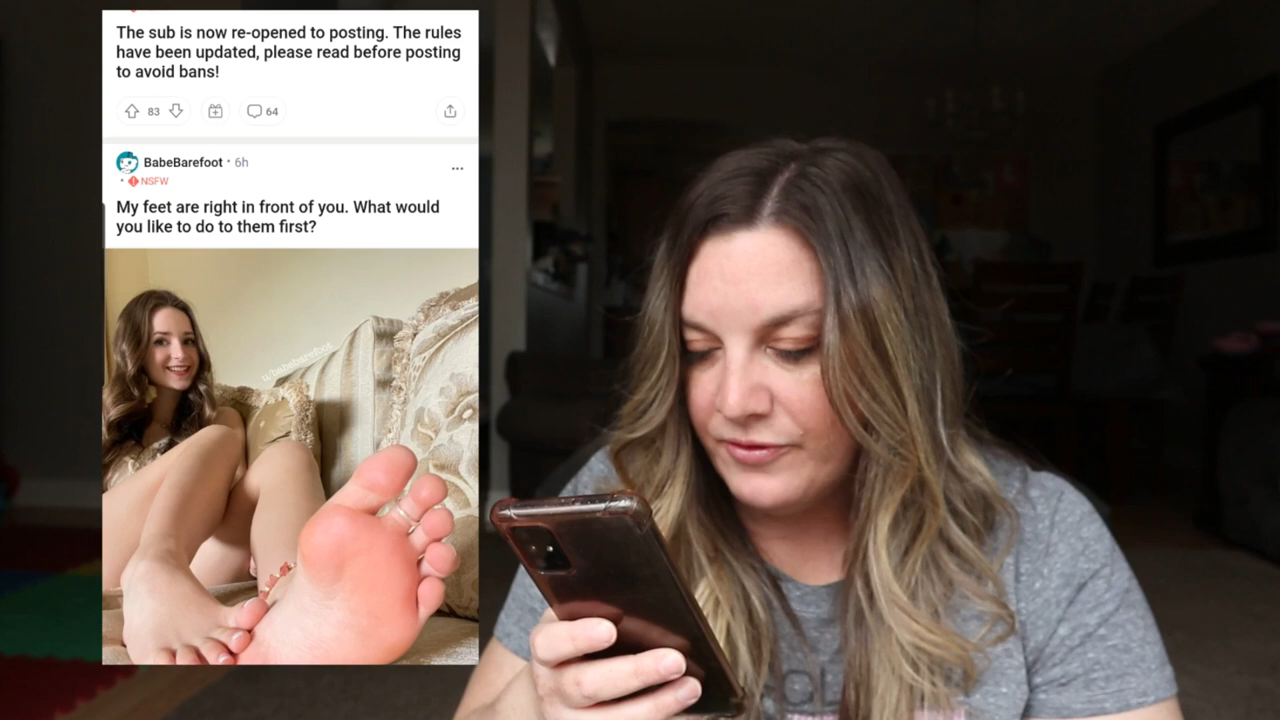 The sub is now re-opened to posting. The rules
have been updated, please read before posting
to avoid bans!
83
64
BabeBarefoot · 6h
· NSFW
My feet are right in front of you. What would
you like to do to them first?
u/babebarefoot